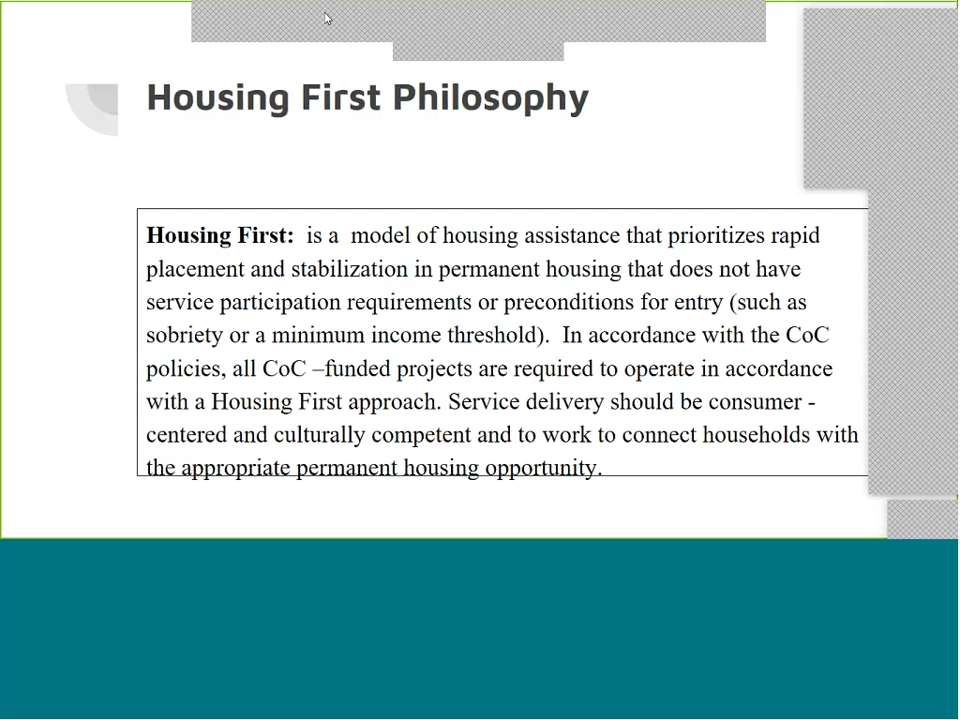 Housing First Philosophy
Housing First:  is a  model of housing assistance that prioritizes rapid
placement and stabilization in permanent housing that does not have
service participation requirements or preconditions for entry (such as
sobriety or a minimum income threshold).  In accordance with the CoC
policies, all CoC –funded projects are required to operate in accordance
with a Housing First approach. Service delivery should be consumer -
centered and culturally competent and to work to connect households with
the appropriate permanent housing opportunity.